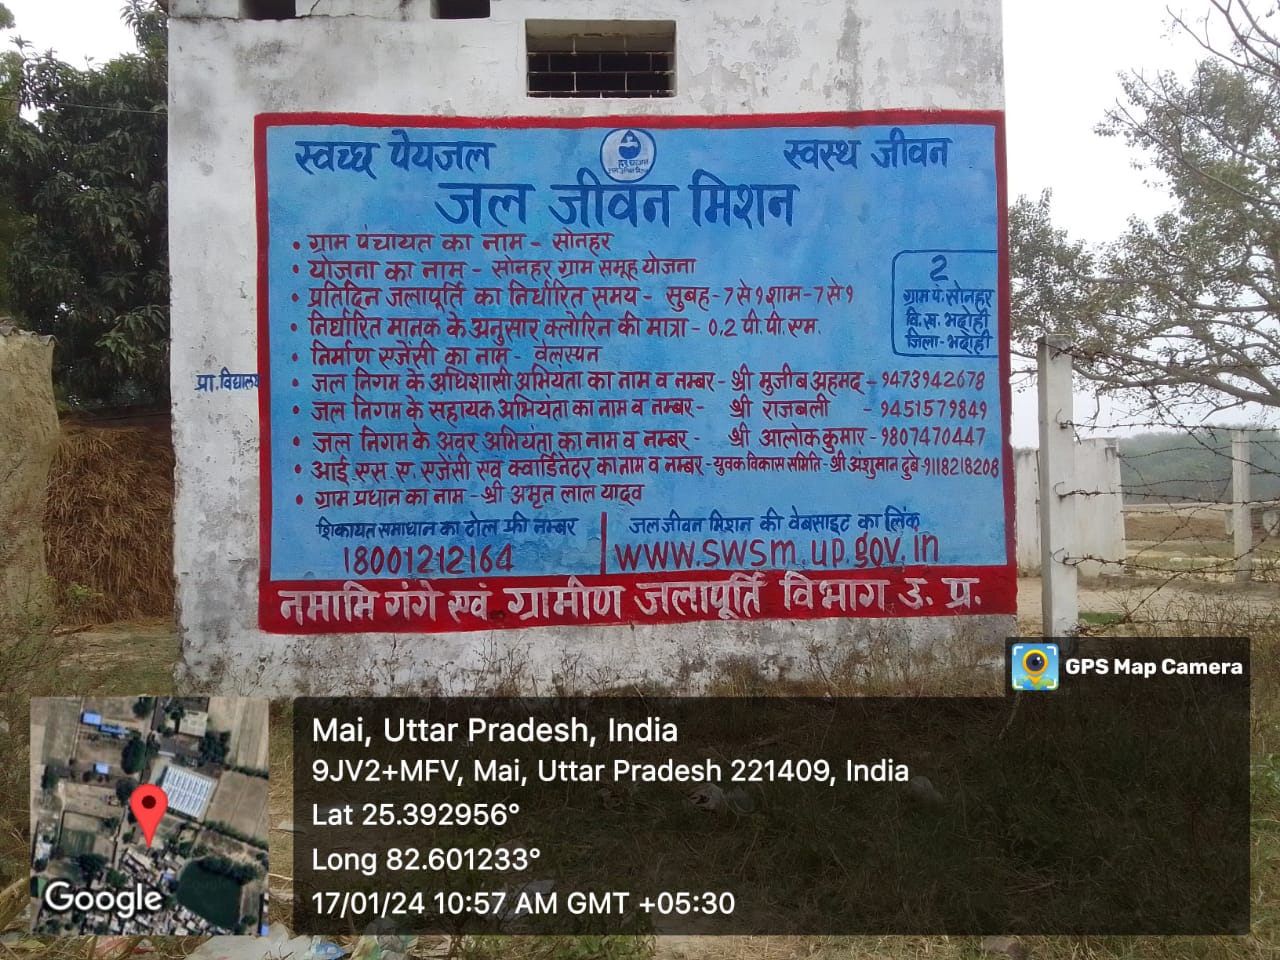 स्वच्छ पेयजल
स्वस्थ जीवन
जल जीवन मिशन
• ग्राम पंचायत का नाम - सोनहर
• योजना का नाम - सोनहर ग्राम समूह योजना
• प्रतिदिन जलापूर्ति का निर्धारित समय - सुबह - 7 से 9 शाम - 7 से 9
• निर्धारित मानक के अनुसार क्लोरिन की मात्रा - 0.2 पी.पी.एम.
• निर्माण एजेंसी का नाम - वेलस्पन
2
ग्राम पं. सोनहर
वि.ख. भदोही
जिला - भदोही
प्रा. विद्यालय
• जल निगम के अधिशासी अभियंता का नाम व नम्बर - श्री मुजीब अहमद - 9473942678
• जल निगम के सहायक अभियंता का नाम व नम्बर - श्री राजबली - 9451579849
• जल निगम के अवर अभियंता का नाम व नम्बर - श्री आलोक कुमार - 9807470447
• आई.एस.ए. एजेंसी एवं क्वार्डिनेटर का नाम व नम्बर - युवक विकास समिति - श्री अंशुमान दुबे - 9118218208
• ग्राम प्रधान का नाम - श्री अमृत लाल यादव
शिकायत समाधान का टोल फ्री नम्बर
18001212164
जल जीवन मिशन की वेबसाइट का लिंक
www.swsm.up.gov.in
नमामि गंगे एवं ग्रामीण जलापूर्ति विभाग उ. प्र.
GPS Map Camera
Mai, Uttar Pradesh, India
9JV2+MFV, Mai, Uttar Pradesh 221409, India
Lat 25.392956°
Long 82.601233°
17/01/24 10:57 AM GMT +05:30
Google